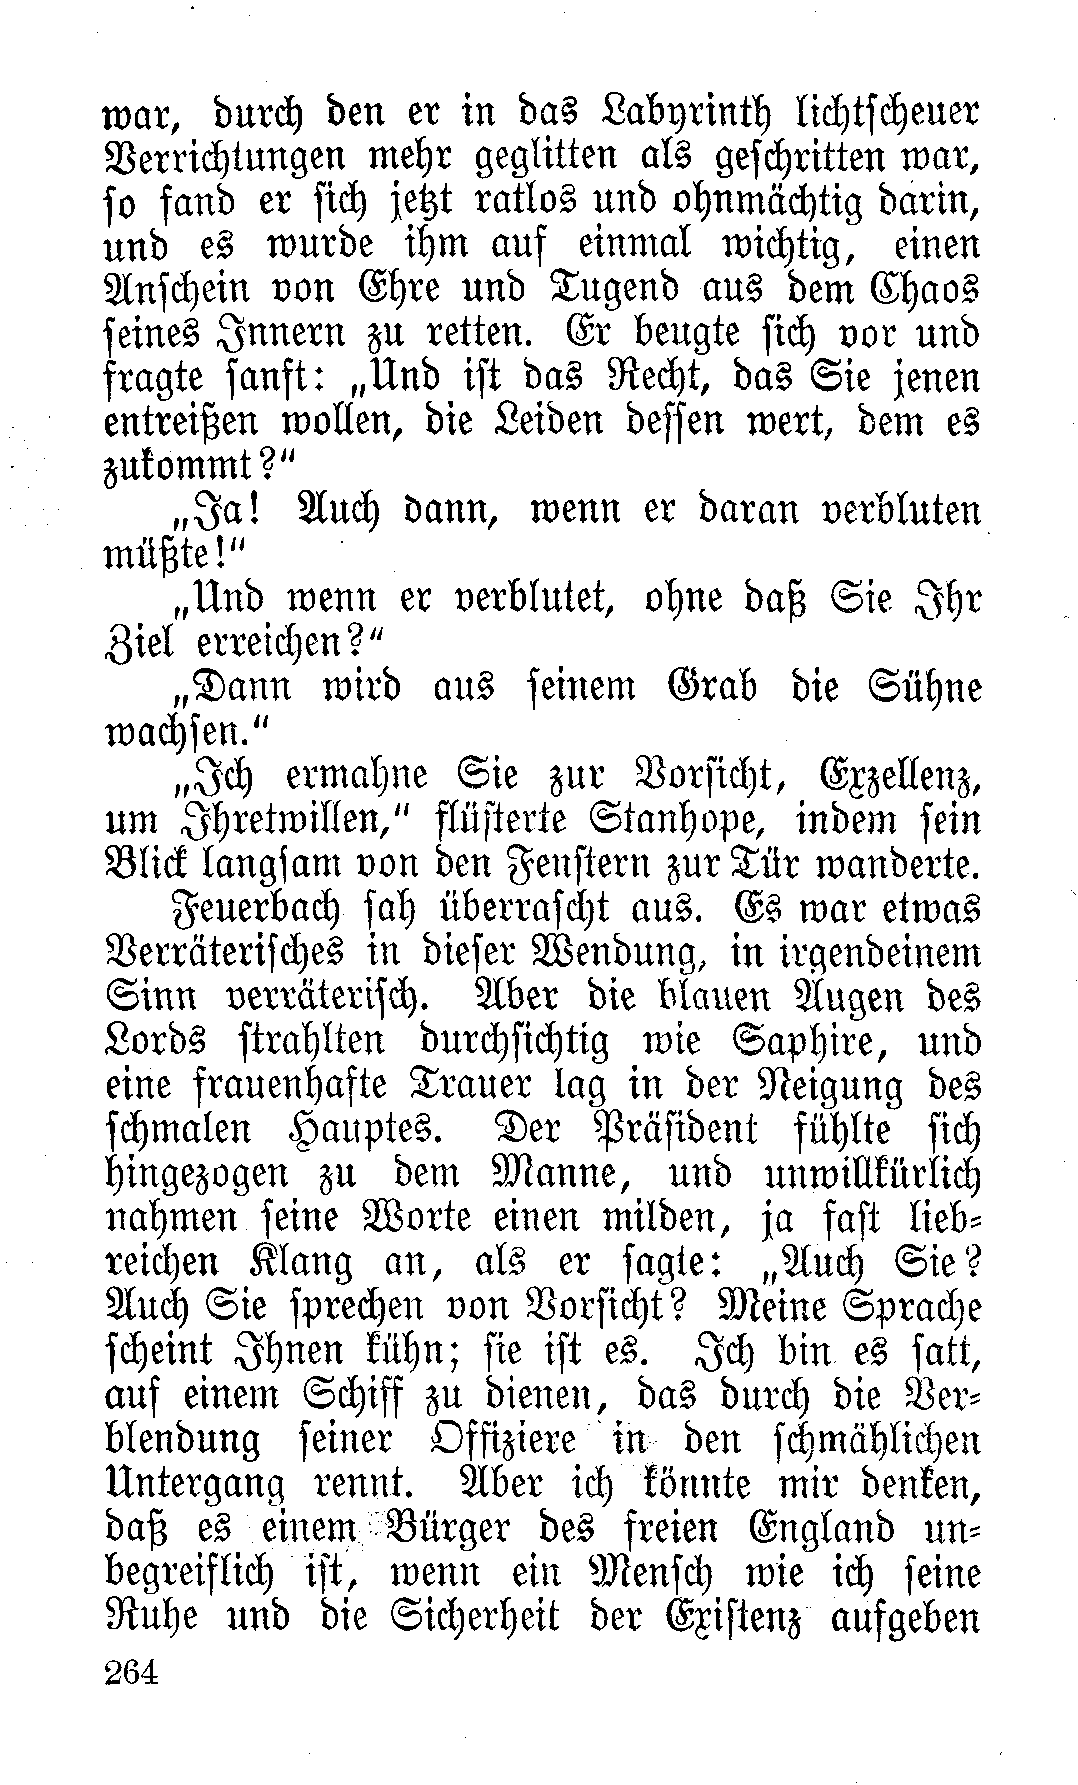 war, durch den er in das Labyrinth lichtscheuer
Verrichtungen mehr geglitten als geschritten war,
so fand er sich jetzt ratlos und ohnmächtig darin,
und es wurde ihm auf einmal wichtig, einen
Anschein von Ehre und Tugend aus dem Chaos
seines Innern zu retten. Er beugte sich vor und
fragte sanft: „Und ist das Recht, das Sie jenen
entreißen wollen, die Leiden dessen wert, dem es
zukommt?“
„Ja! Auch dann, wenn er daran verbluten
müßte!“
„Und wenn er verblutet, ohne daß Sie Ihr
Ziel erreichen?“
„Dann wird aus seinem Grab die Sühne
wachsen.“
„Ich ermahne Sie zur Vorsicht, Exzellenz,
um Ihretwillen,“ flüsterte Stanhope, indem sein
Blick langsam von den Fenstern zur Tür wanderte.
Feuerbach sah überrascht aus. Es war etwas
Verräterisches in dieser Wendung, in irgendeinem
Sinn verräterisch. Aber die blauen Augen des
Lords strahlten durchsichtig wie Saphire, und
eine frauenhafte Trauer lag in der Neigung des
schmalen Hauptes. Der Präsident fühlte sich
hingezogen zu dem Manne, und unwillkürlich
nahmen seine Worte einen milden, ja fast lieb-
reichen Klang an, als er sagte: „Auch Sie?
Auch Sie sprechen von Vorsicht? Meine Sprache
scheint Ihnen kühn; sie ist es. Ich bin es satt,
auf einem Schiff zu dienen, das durch die Ver-
blendung seiner Offiziere in den schmählichen
Untergang rennt. Aber ich könnte mir denken,
daß es einem Bürger des freien England un-
begreiflich ist, wenn ein Mensch wie ich seine
Ruhe und die Sicherheit der Existenz aufgeben
264